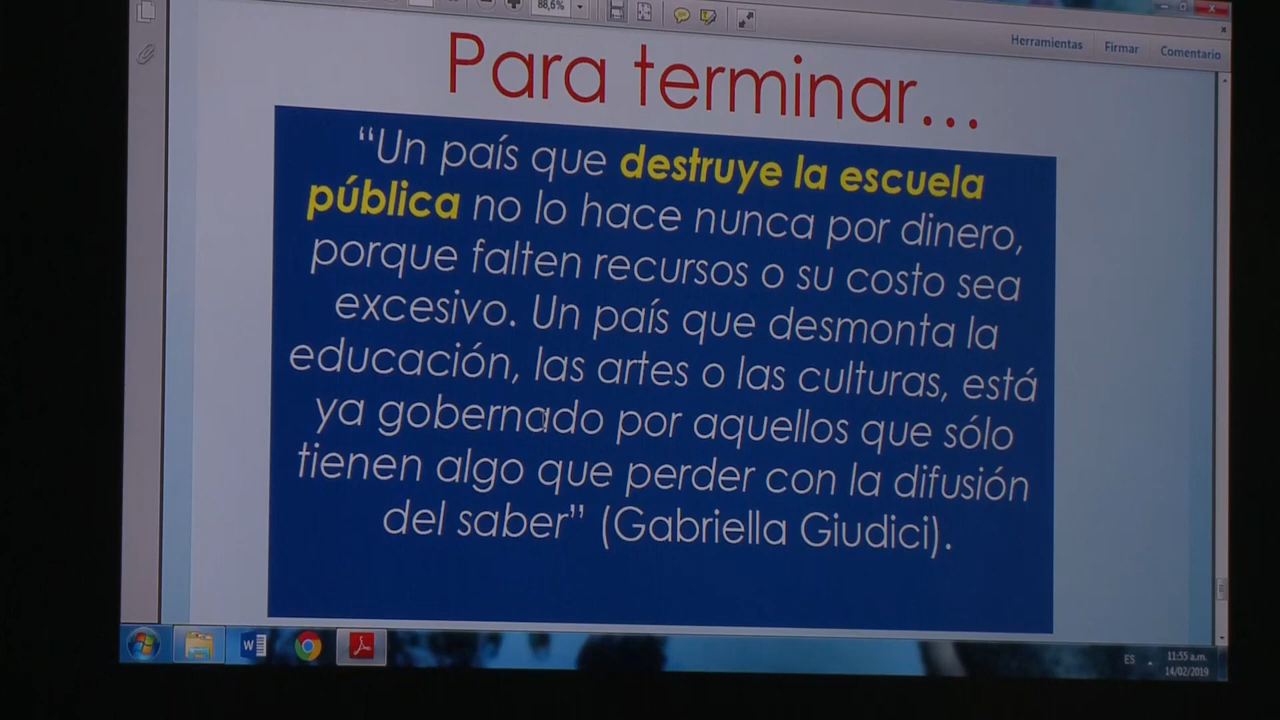 88,6%
Herramientas Firmar Comentario
Para terminar...
“Un país que destruye la escuela
pública no lo hace nunca por dinero,
porque falten recursos o su costo sea
excesivo. Un país que desmonta la
educación, las artes o las culturas, está
ya gobernado por aquellos que sólo
tienen algo que perder con la difusión
del saber” (Gabriella Giudici).
W
ES
11:55 a.m.
14/02/2019